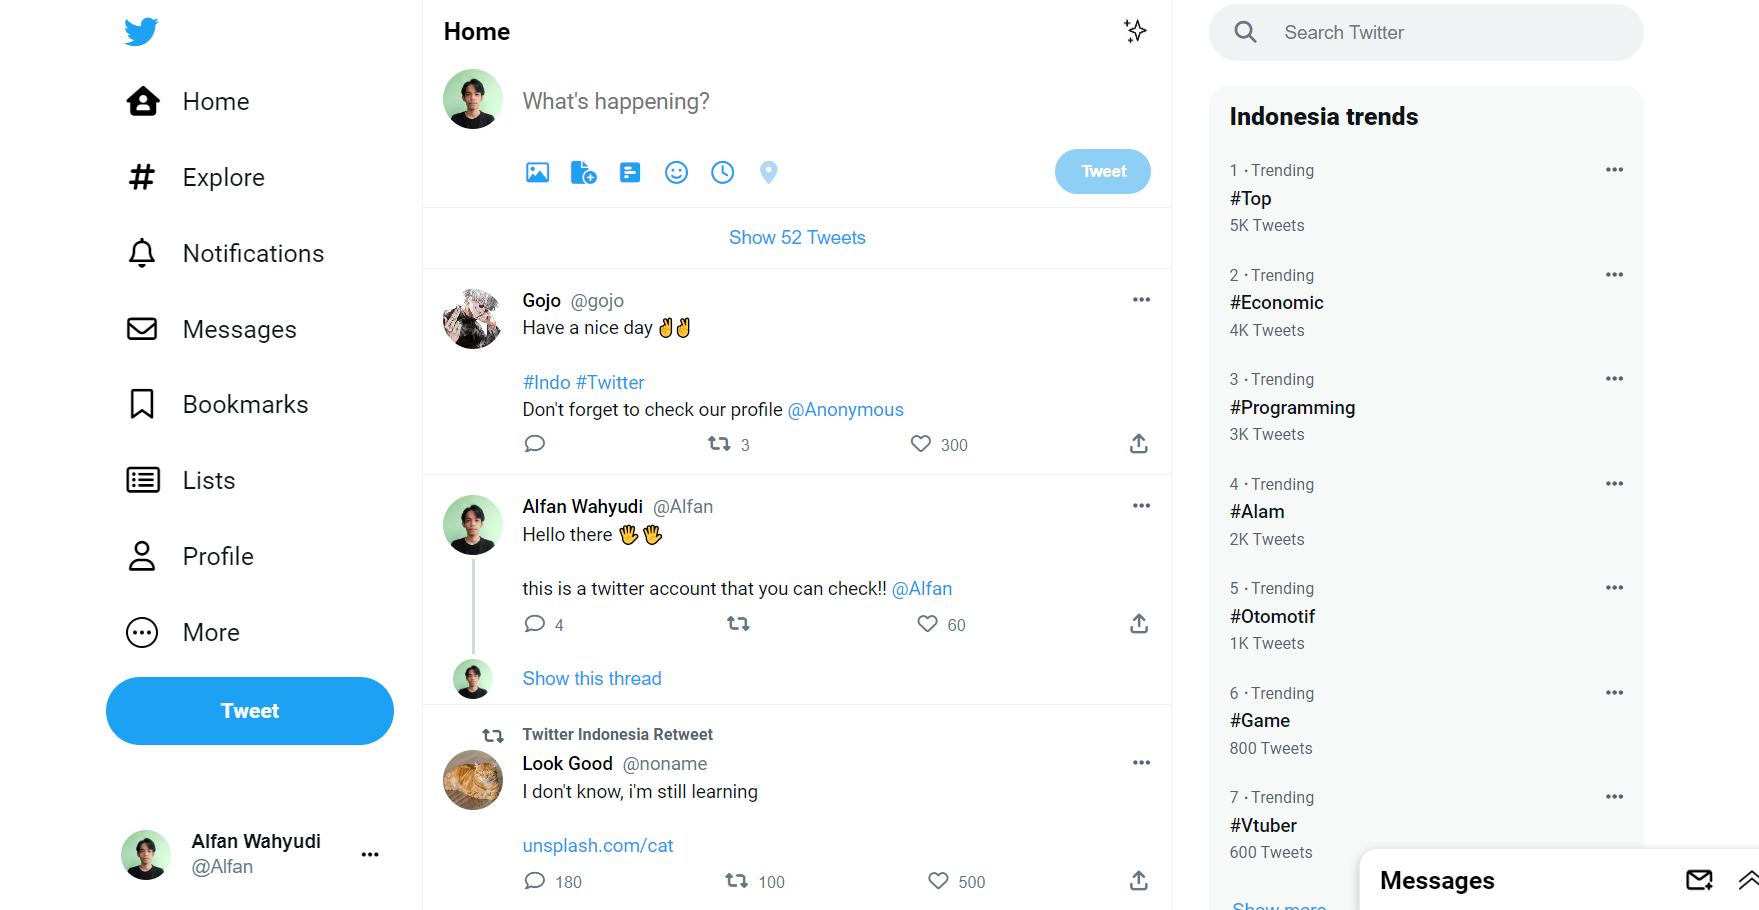 Home
Explore
Notifications
Messages
Bookmarks
Lists
Profile
More
Tweet
Alfan Wahyudi
@Alfan
Home
What's happening?
Tweet
Show 52 Tweets
Gojo @gojo
Have a nice day ✌✌
#Indo #Twitter
Don't forget to check our profile @Anonymous
3 300
Alfan Wahyudi @Alfan
Hello there 🖐🖐
this is a twitter account that you can check!! @Alfan
4 60
Show this thread
Twitter Indonesia Retweet
Look Good @noname
I don't know, i'm still learning
unsplash.com/cat
180 100 500
Search Twitter
Indonesia trends
1 · Trending
#Top
5K Tweets
2 · Trending
#Economic
4K Tweets
3 · Trending
#Programming
3K Tweets
4 · Trending
#Alam
2K Tweets
5 · Trending
#Otomotif
1K Tweets
6 · Trending
#Game
800 Tweets
7 · Trending
#Vtuber
600 Tweets
Show more
Messages